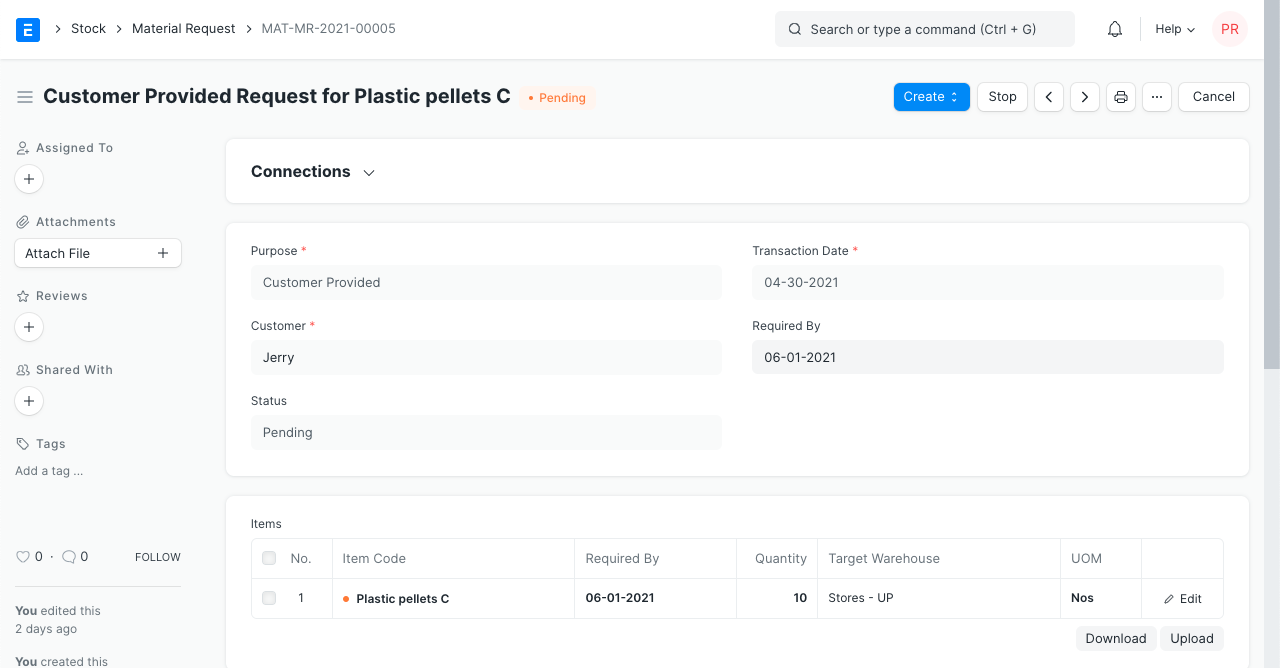 E Stock Material Request MAT-MR-2021-00005 Search or type a command (Ctrl + G) Help PR
Customer Provided Request for Plastic pellets C Pending Create Stop ... Cancel
Assigned To
Attachments
Attach File
Reviews
Shared With
Tags
Add a tag ...
0 · 0 FOLLOW
You edited this
2 days ago
You created this
Connections
Purpose *
Customer Provided
Transaction Date *
04-30-2021
Customer *
Jerry
Required By
06-01-2021
Status
Pending
Items
No. Item Code Required By Quantity Target Warehouse UOM
1 Plastic pellets C 06-01-2021 10 Stores - UP Nos Edit
Download Upload